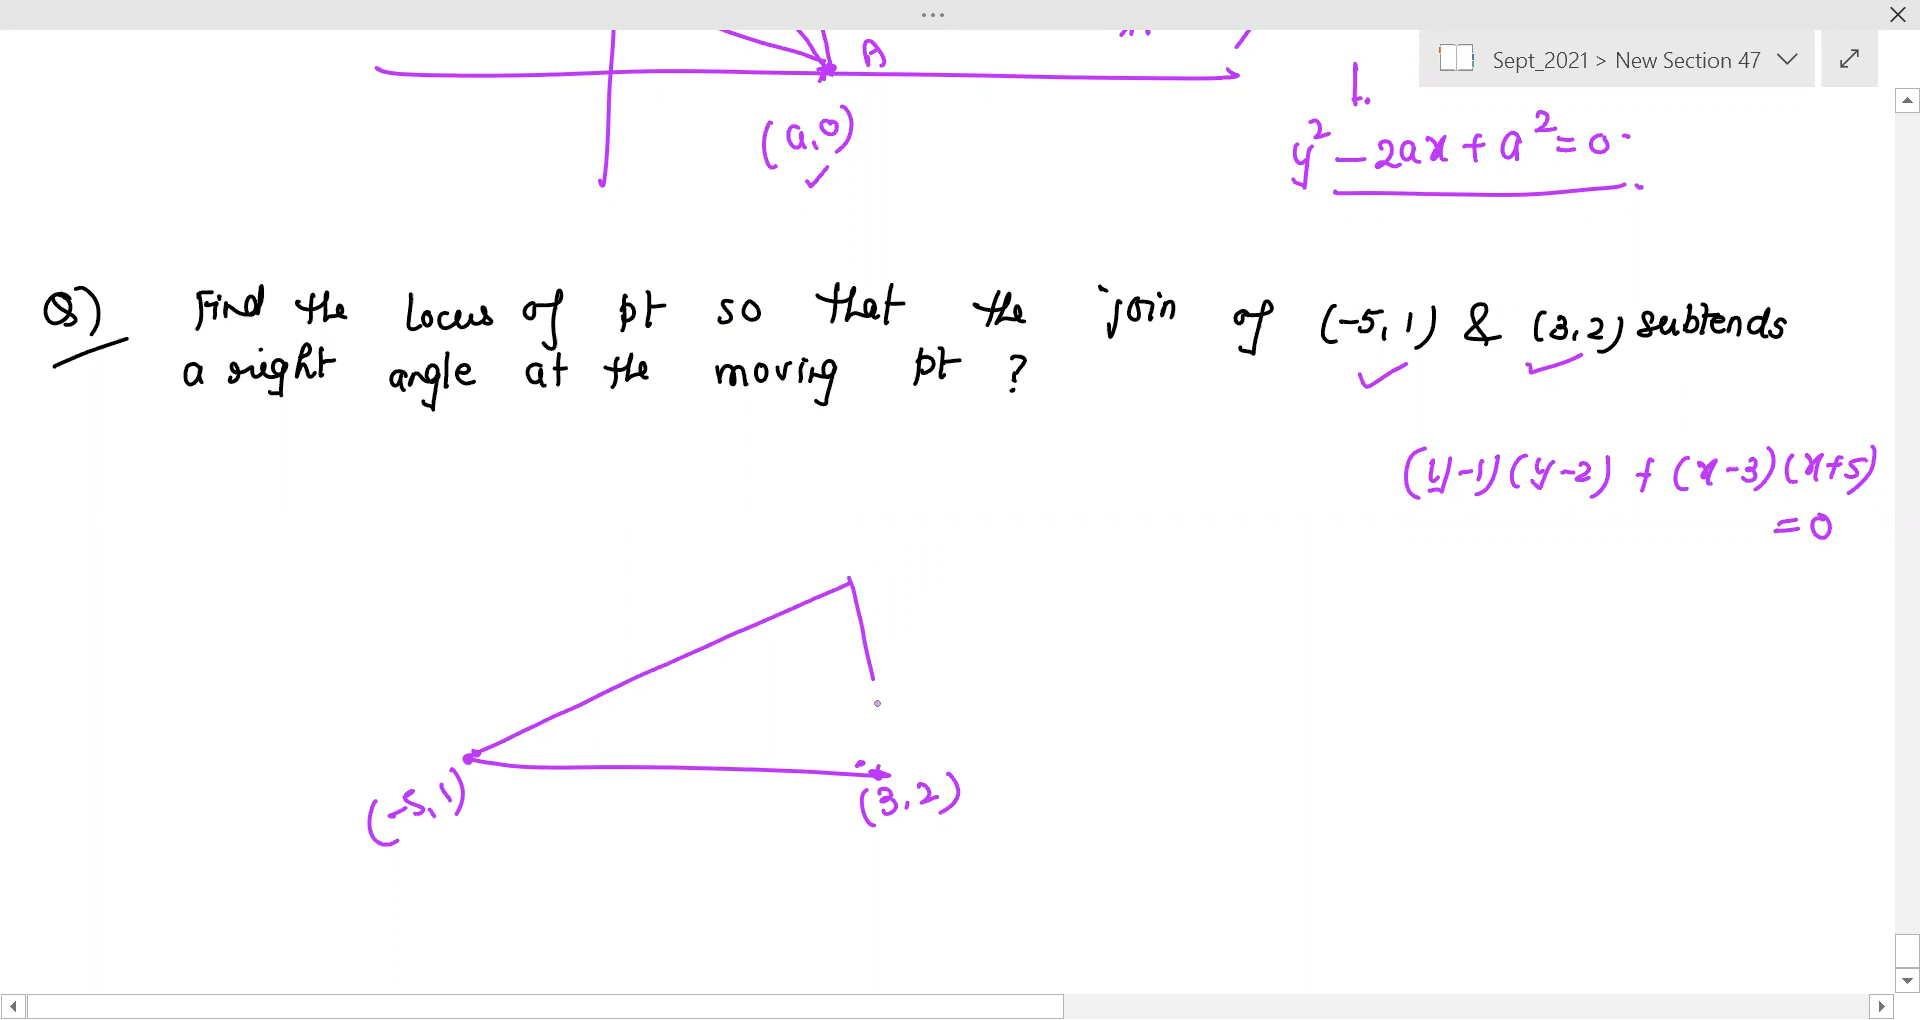 A
Sept_2021 > New Section 47
(a,0)
1.
y² - 2ax + a² = 0
Q) Find the locus of pt so that the join of (-5,1) & (3,2) subtends
a right angle at the moving pt ?
(y-1)(y-2) + (x-3)(x+5)
= 0
(-5,1)
(3,2)